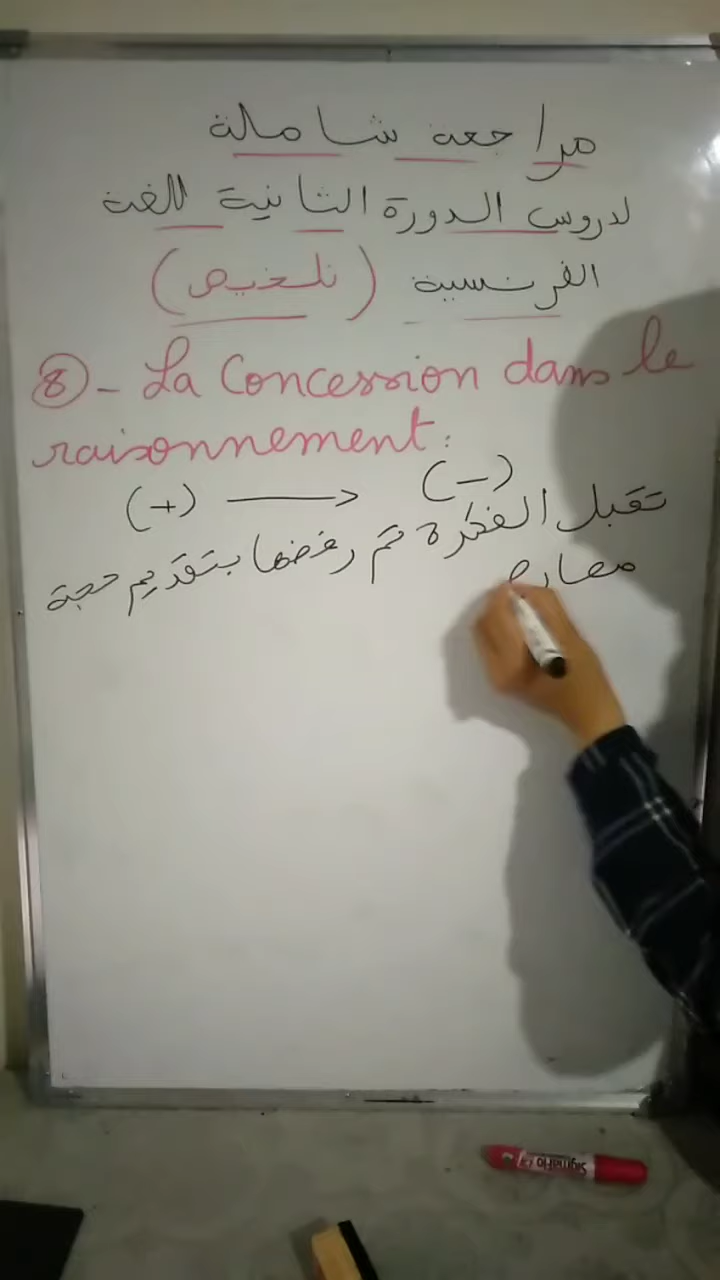 مراجعة شاملة
لدروس الدورة الثانية للغة
الفرنسية (تلخيص)
⑧ - La Concession dans le
raisonnement :
(+) ⟶ (-)
تقبل الفكرة ثم رفضها بتقديم حجة
SigmaFlo